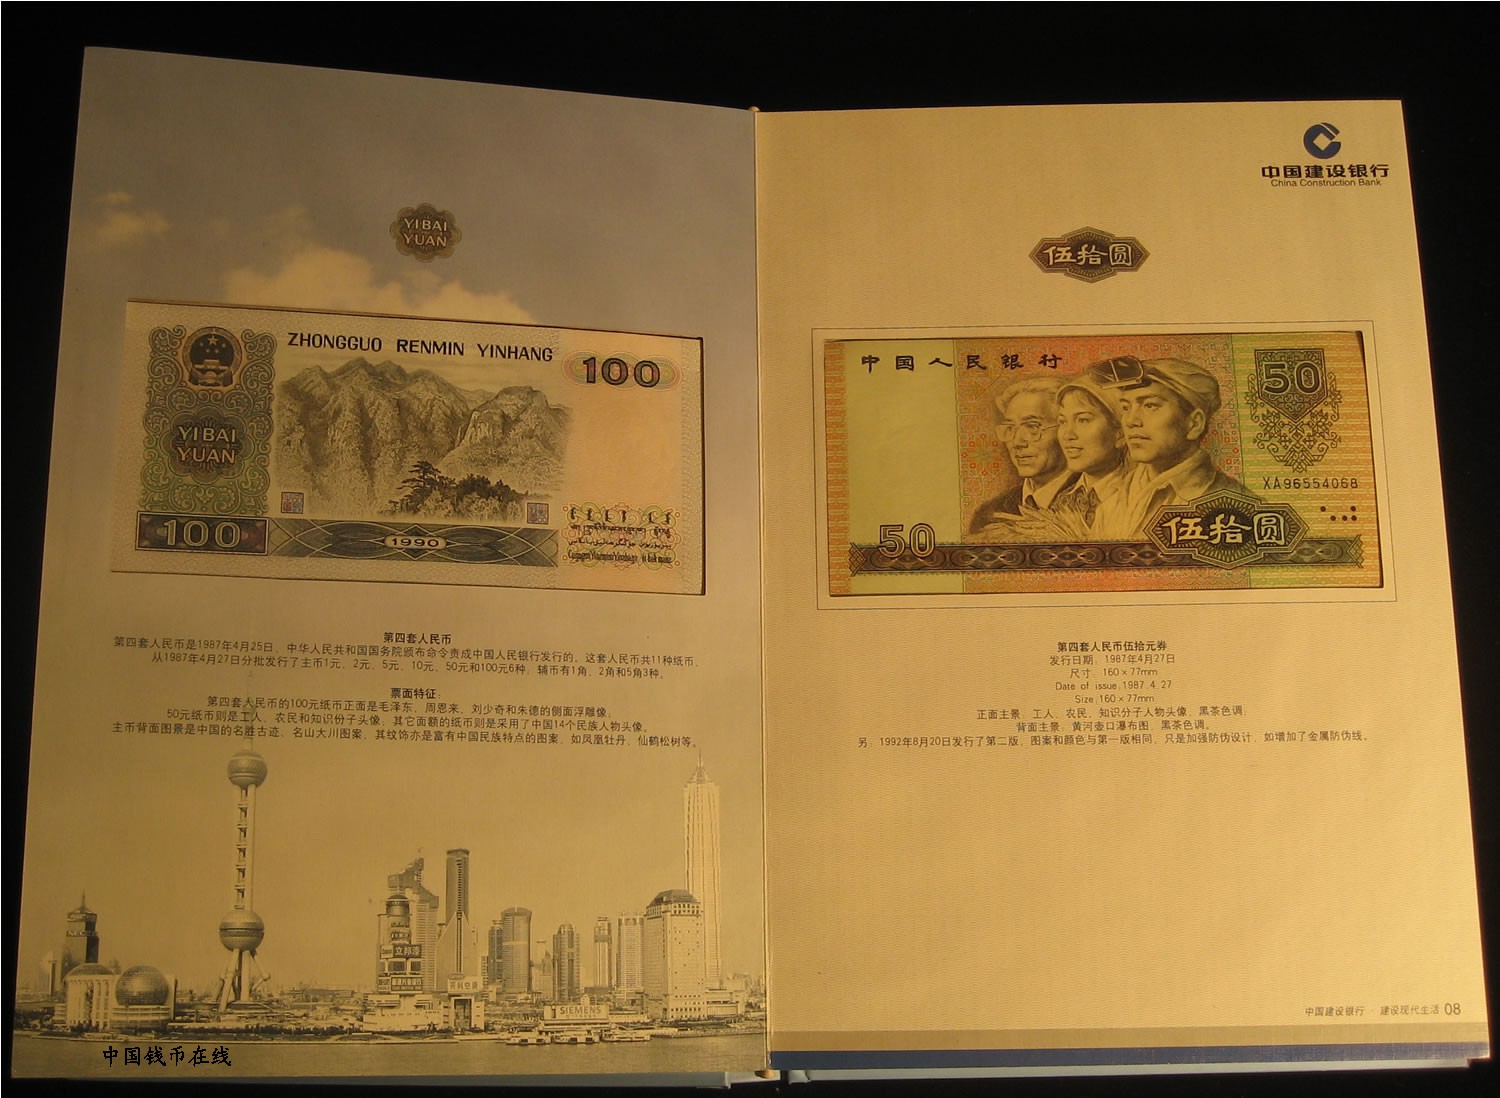 YI BAI
YUAN
ZHONGGUO RENMIN YINHANG
100
YI BAI
YUAN
100
1990
第四套人民币
第四套人民币是1987年4月25日、中华人民共和国国务院颁布命令责成中国人民银行发行的。这套人民币共11种纸币、
从1987年4月27日分批发行了主币1元、2元、5元、10元、50元和100元6种，辅币有1角、2角和5角3种。
票面特征：
第四套人民币的100元纸币正面是毛泽东、周恩来、刘少奇和朱德的侧面浮雕像；
50元纸币则是工人、农民和知识份子头像，其它面额的纸币则是采用了中国14个民族人物头像。
主币背面图景是中国的名胜古迹、名山大川图案，其纹饰亦是富有中国民族特点的图案，如凤凰牡丹、仙鹤松树等。
NEC
立邦漆
SIEMENS
中国钱币在线
中国建设银行
China Construction Bank
伍拾圆
中国人民银行
50
XA96554068
50
伍拾圆
第四套人民币伍拾元券
发行日期：1987年4月27日
尺寸：160×77mm
Date of issue:1987.4.27
Size:160×77mm
正面主景：工人、农民、知识分子人物头像，黑茶色调；
背面主景：黄河壶口瀑布图，黑茶色调。
另：1992年8月20日发行了第二版，图案和颜色与第一版相同，只是加强防伪设计，如增加了金属防伪线。
中国建设银行·建设现代生活 08